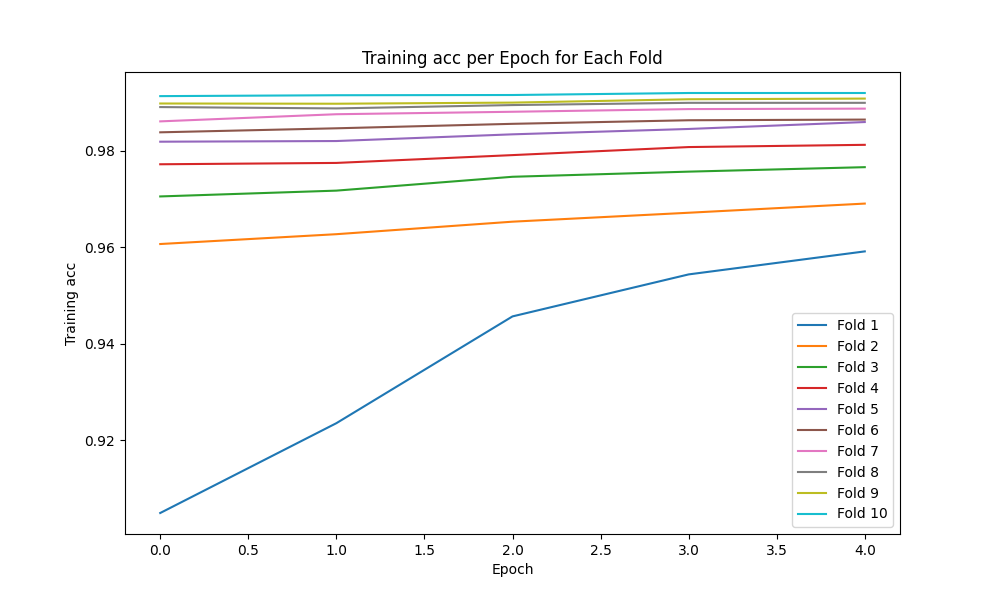 Training acc per Epoch for Each Fold
Training acc
0.98
0.96
0.94
0.92
0.0 0.5 1.0 1.5 2.0 2.5 3.0 3.5 4.0
Epoch
Fold 1
Fold 2
Fold 3
Fold 4
Fold 5
Fold 6
Fold 7
Fold 8
Fold 9
Fold 10